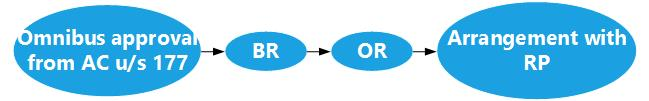 Omnibus approval
from AC u/s 177
BR
OR
Arrangement with
RP